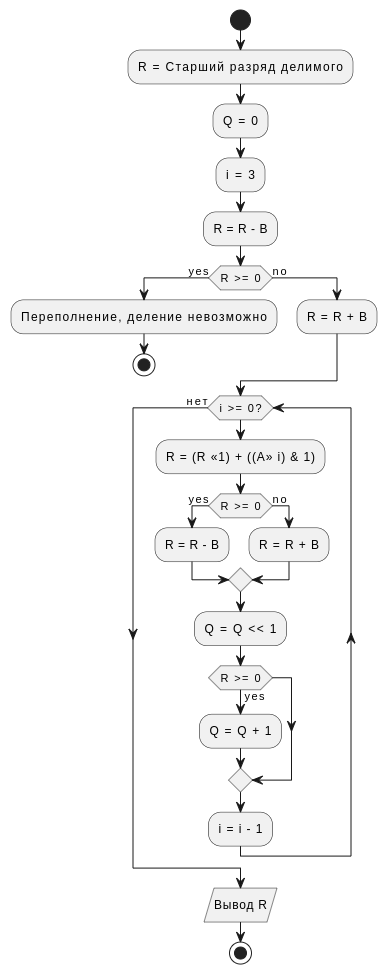 R = Старший разряд делимого
Q = 0
i = 3
R = R - B
yes
R >= 0
no
Переполнение, деление невозможно
R = R + B
нет
i >= 0?
R = (R «1) + ((A» i) & 1)
yes
R >= 0
no
R = R - B
R = R + B
Q = Q << 1
R >= 0
yes
Q = Q + 1
i = i - 1
Вывод R